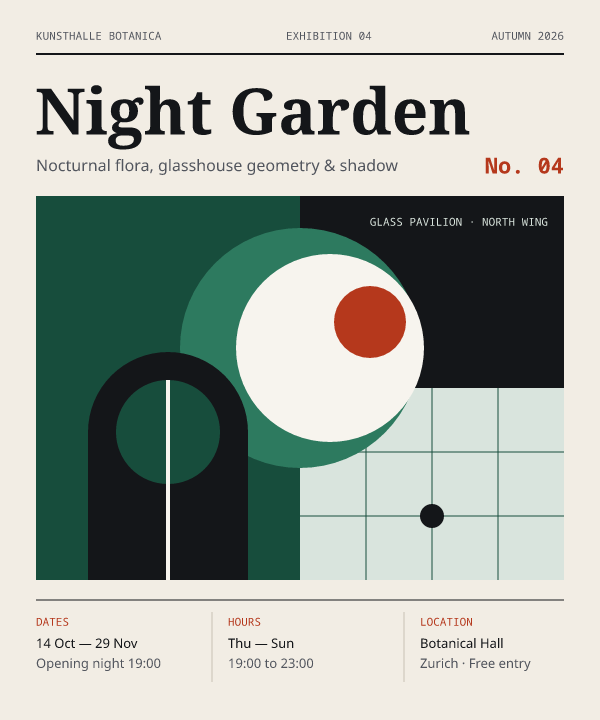 KUNSTHALLE BOTANICA EXHIBITION 04 AUTUMN 2026
Night Garden
Nocturnal flora, glasshouse geometry & shadow No. 04
GLASS PAVILION · NORTH WING
DATES
14 Oct — 29 Nov
Opening night 19:00
HOURS
Thu — Sun
19:00 to 23:00
LOCATION
Botanical Hall
Zurich · Free entry